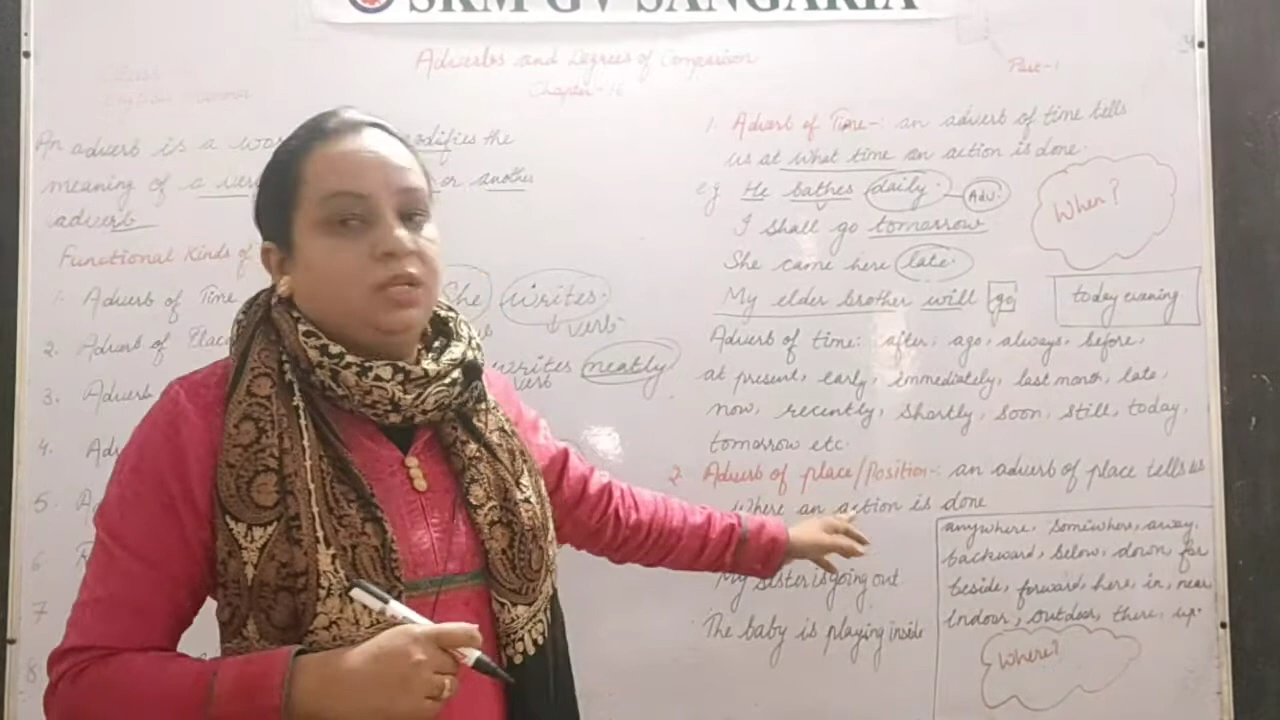 SKM GV SANGARIA
Adverbs and Degrees of Comparison
Chapter-16
Part-1
An adverb is a modifies the
meaning of a or another
adverb
Functional Kinds of
1. Adverb of Time
2. Adverb of Place
3. Adverb
4.
5.
6
7
8
She writes.
verb
writes neatly
verb
1. Adverb of Time-: an adverb of time tells
us at what time an action is done.
eg He bathes daily. Adv.
I shall go tomorrow
She came here late.
My elder brother will go today evening
When?
Adverb of time: after, ago, always, before,
at present, early, immediately, last month, late,
now, recently, shortly, soon, still, today,
tomorrow etc.
2. Adverb of place/Position-: an adverb of place tells us
Where an action is done
My sister is going out
The baby is playing inside
anywhere, somewhere, away,
backward, below, down far
beside, forward, here, in, near
Indoor, outdoor, there, up.
Where?